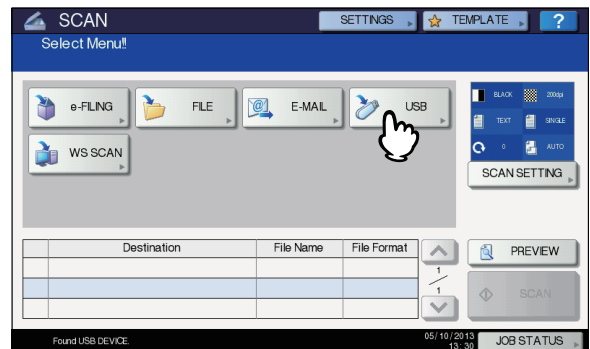 SCAN
SETTINGS
TEMPLATE
?
Select Menu!!
e-FILING
FILE
@
E-MAIL
USB
WS SCAN
BLACK
200dpi
TEXT
SINGLE
0
AUTO
SCAN SETTING
Destination
File Name
File Format
1
1
PREVIEW
SCAN
Found USB DEVICE.
05/10/2013
13:30
JOB STATUS